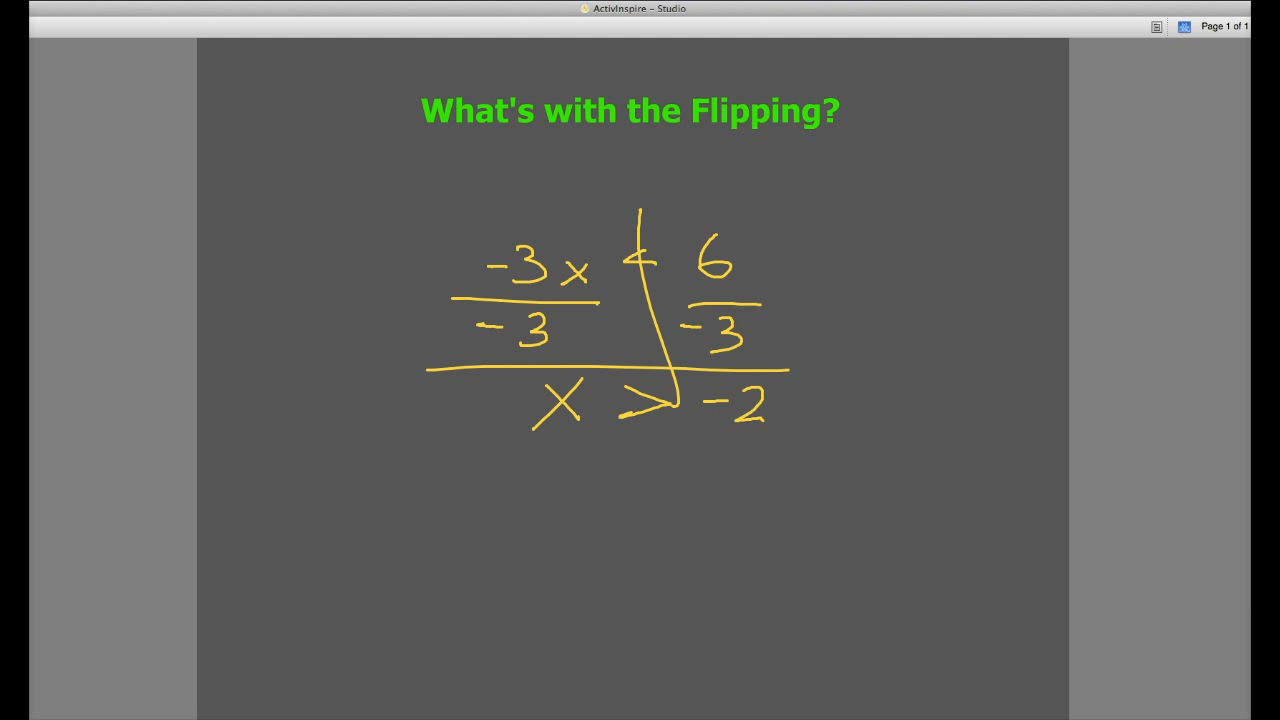 ActivInspire – Studio
Page 1 of 1
What's with the Flipping?
-3x < 6
-3 -3
x > -2